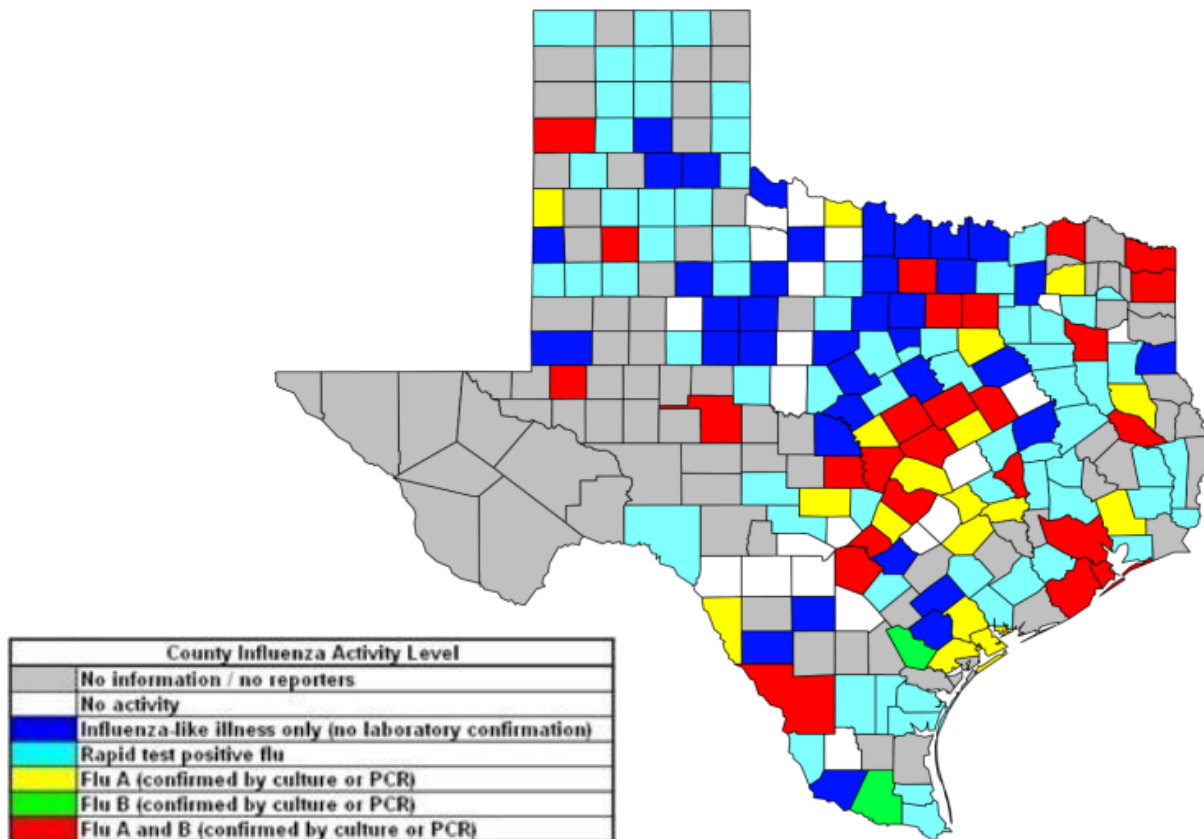 County Influenza Activity Level
No information / no reporters
No activity
Influenza-like illness only (no laboratory confirmation)
Rapid test positive flu
Flu A (confirmed by culture or PCR)
Flu B (confirmed by culture or PCR)
Flu A and B (confirmed by culture or PCR)